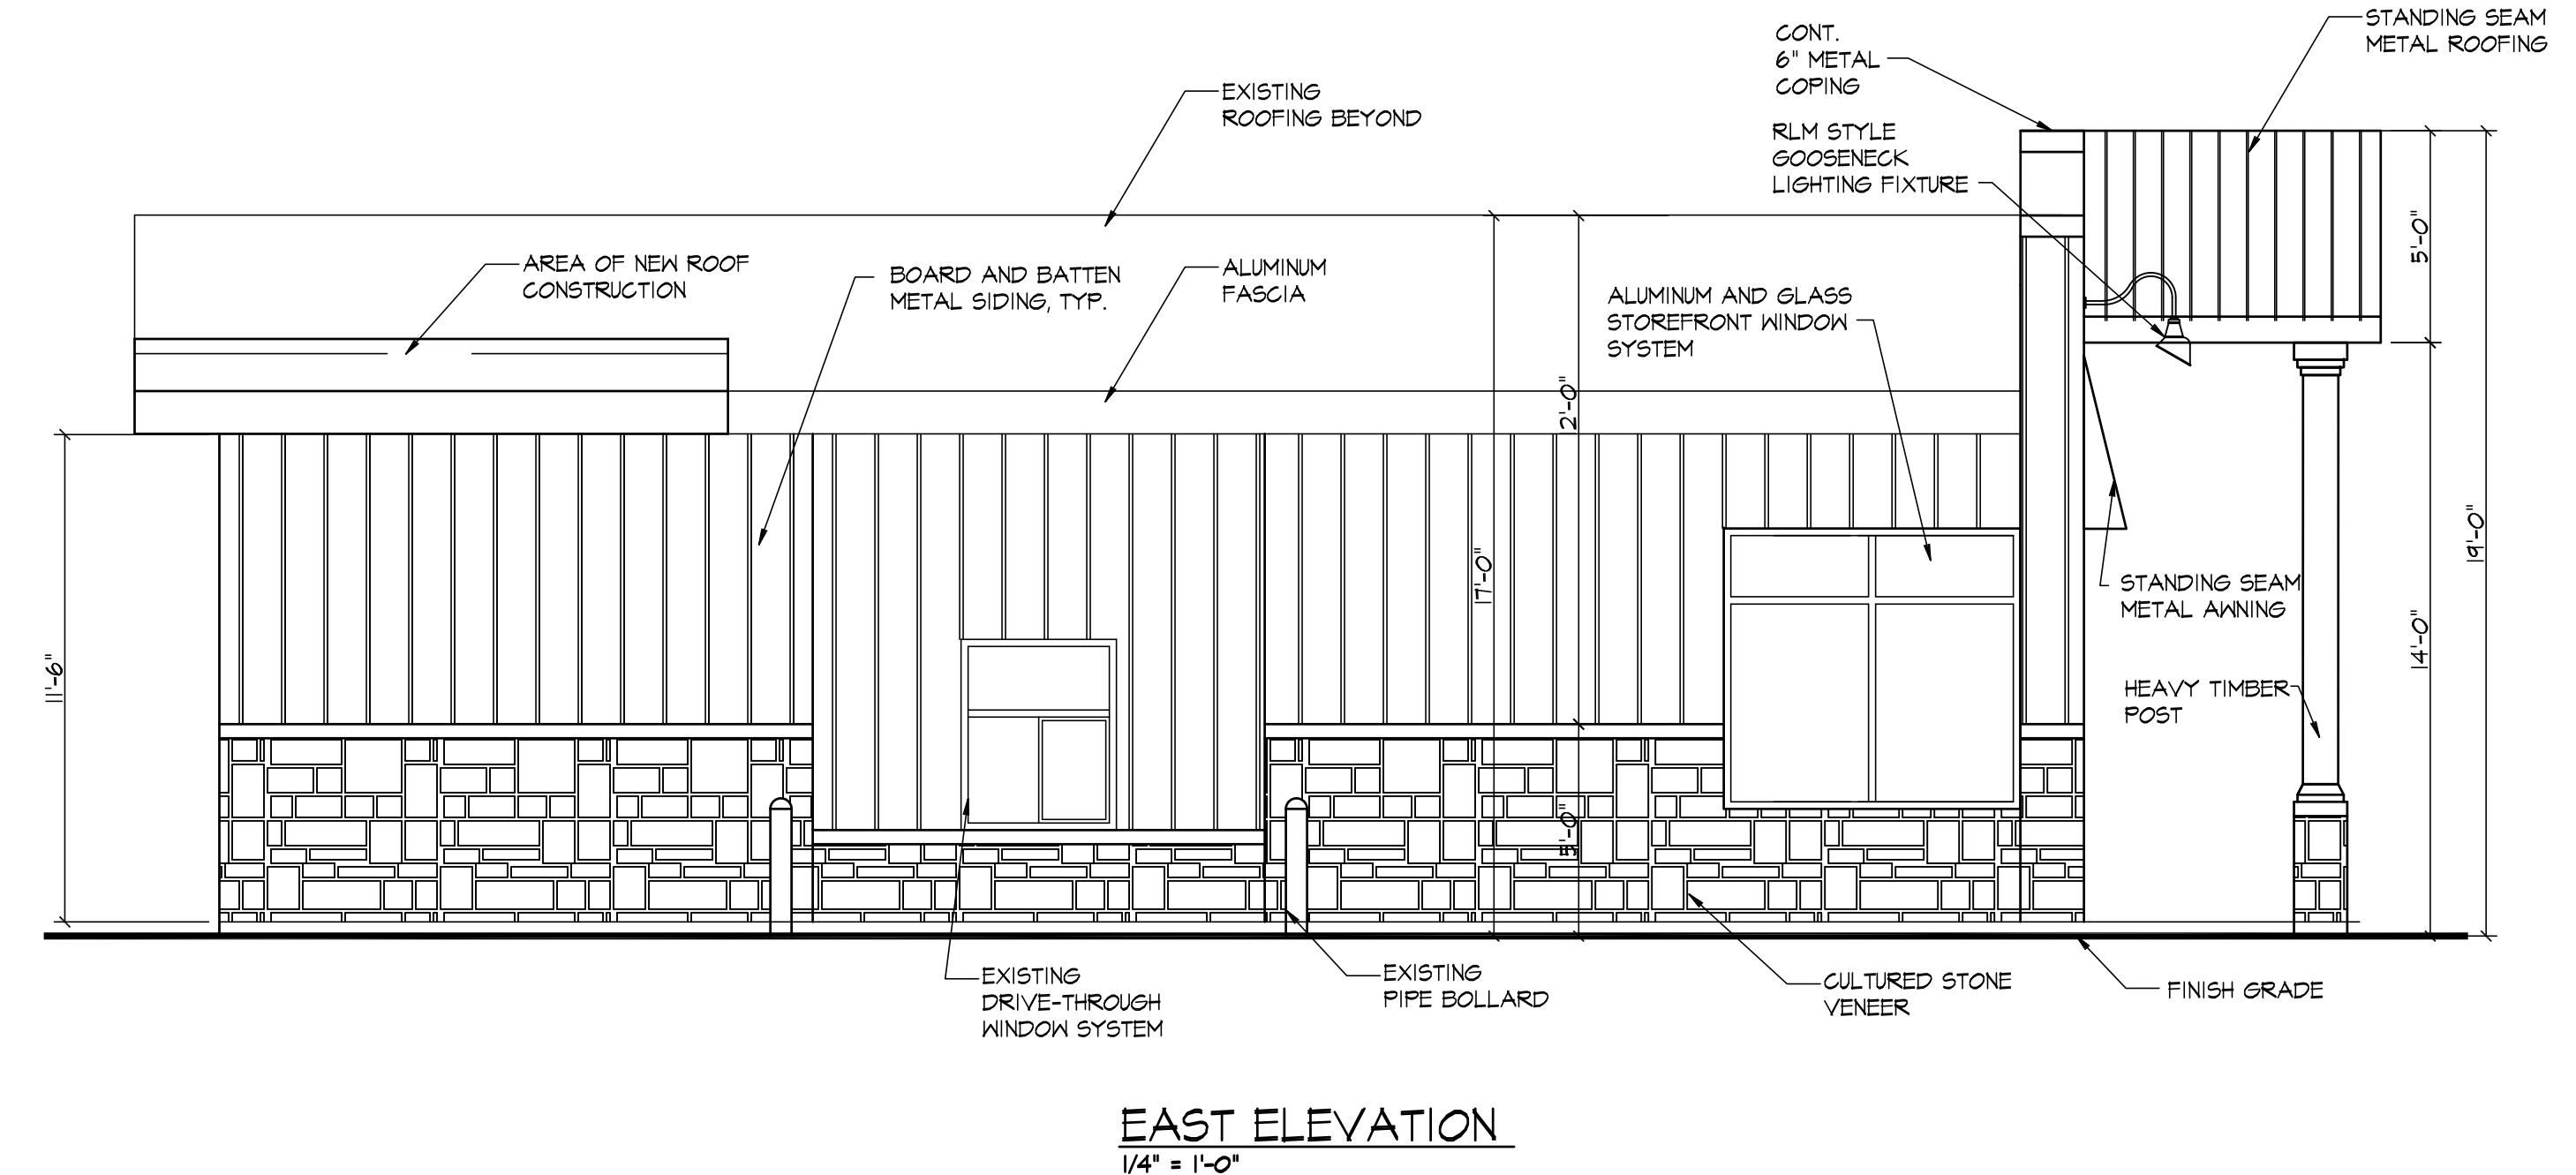 STANDING SEAM
METAL ROOFING
CONT.
6" METAL
COPING
EXISTING
ROOFING BEYOND
RLM STYLE
GOOSENECK
LIGHTING FIXTURE
AREA OF NEW ROOF
CONSTRUCTION
BOARD AND BATTEN
METAL SIDING, TYP.
ALUMINUM
FASCIA
ALUMINUM AND GLASS
STOREFRONT WINDOW
SYSTEM
5'-0"
12'-0"
17'-0"
19'-0"
STANDING SEAM
METAL AWNING
11'-6"
14'-0"
HEAVY TIMBER
POST
5'-0"
EXISTING
DRIVE-THROUGH
WINDOW SYSTEM
EXISTING
PIPE BOLLARD
CULTURED STONE
VENEER
FINISH GRADE
EAST ELEVATION
1/4" = 1'-0"